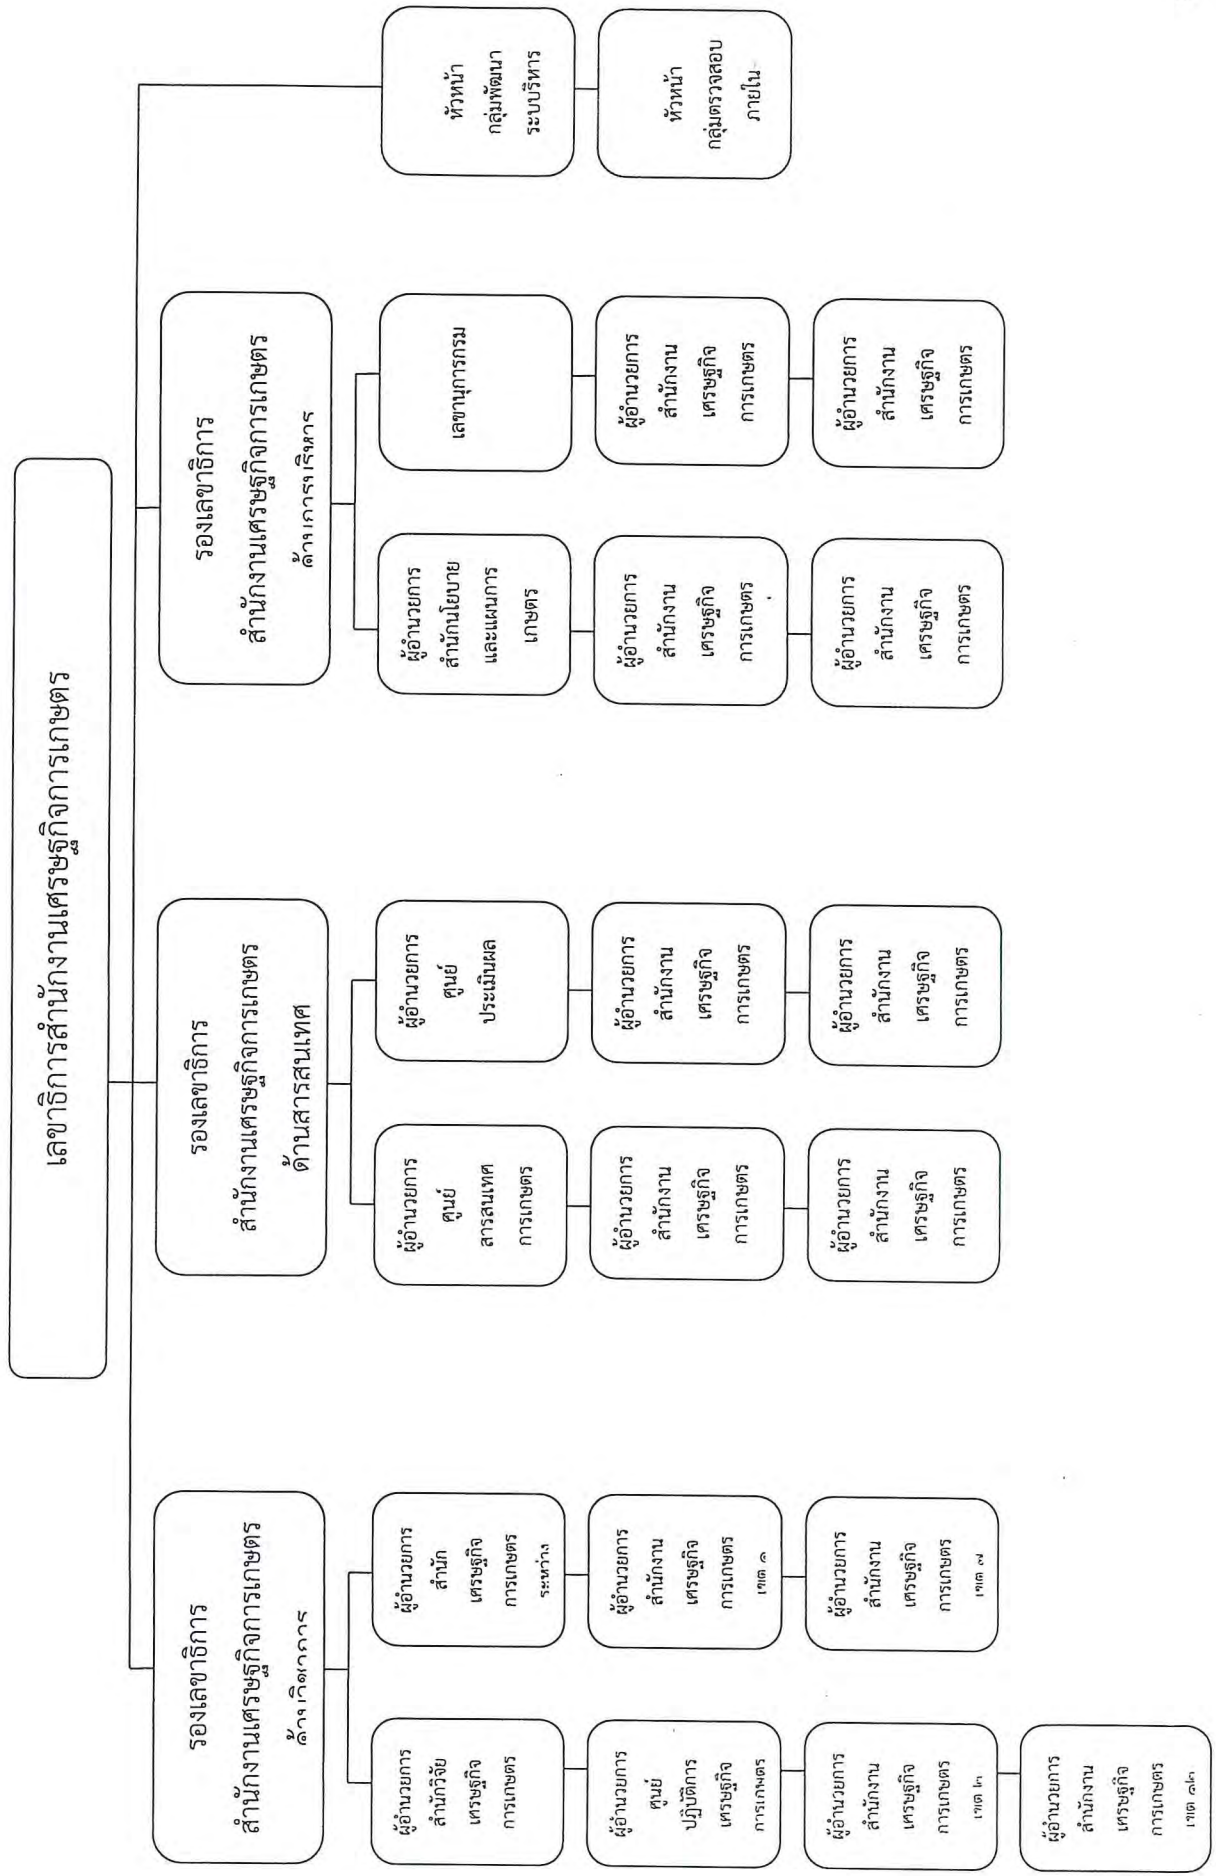 เลขาธิการสำนักงานเศรษฐกิจการเกษตร
รองเลขาธิการ
สำนักงานเศรษฐกิจการเกษตร
ด้านวิชาการ
ผู้อำนวยการ
สำนักวิจัย
เศรษฐกิจ
การเกษตร
ผู้อำนวยการ
สำนัก
เศรษฐกิจ
การเกษตร
ระหว่าง
ผู้อำนวยการ
ศูนย์
ปฏิบัติการ
เศรษฐกิจ
การเกษตร
ผู้อำนวยการ
สำนักงาน
เศรษฐกิจ
การเกษตร
เขต ๑
ผู้อำนวยการ
สำนักงาน
เศรษฐกิจ
การเกษตร
เขต ๒
ผู้อำนวยการ
สำนักงาน
เศรษฐกิจ
การเกษตร
เขต ๗
ผู้อำนวยการ
สำนักงาน
เศรษฐกิจ
การเกษตร
เขต ๑๒
รองเลขาธิการ
สำนักงานเศรษฐกิจการเกษตร
ด้านสารสนเทศ
ผู้อำนวยการ
ศูนย์
สารสนเทศ
การเกษตร
ผู้อำนวยการ
ศูนย์
ประเมินผล
ผู้อำนวยการ
สำนักงาน
เศรษฐกิจ
การเกษตร
ผู้อำนวยการ
สำนักงาน
เศรษฐกิจ
การเกษตร
ผู้อำนวยการ
สำนักงาน
เศรษฐกิจ
การเกษตร
ผู้อำนวยการ
สำนักงาน
เศรษฐกิจ
การเกษตร
รองเลขาธิการ
สำนักงานเศรษฐกิจการเกษตร
ด้านการบริหาร
ผู้อำนวยการ
สำนักนโยบาย
และแผนการ
เกษตร
เลขานุการกรม
ผู้อำนวยการ
สำนักงาน
เศรษฐกิจ
การเกษตร
ผู้อำนวยการ
สำนักงาน
เศรษฐกิจ
การเกษตร
ผู้อำนวยการ
สำนักงาน
เศรษฐกิจ
การเกษตร
ผู้อำนวยการ
สำนักงาน
เศรษฐกิจ
การเกษตร
หัวหน้า
กลุ่มพัฒนา
ระบบบริหาร
หัวหน้า
กลุ่มตรวจสอบ
ภายใน